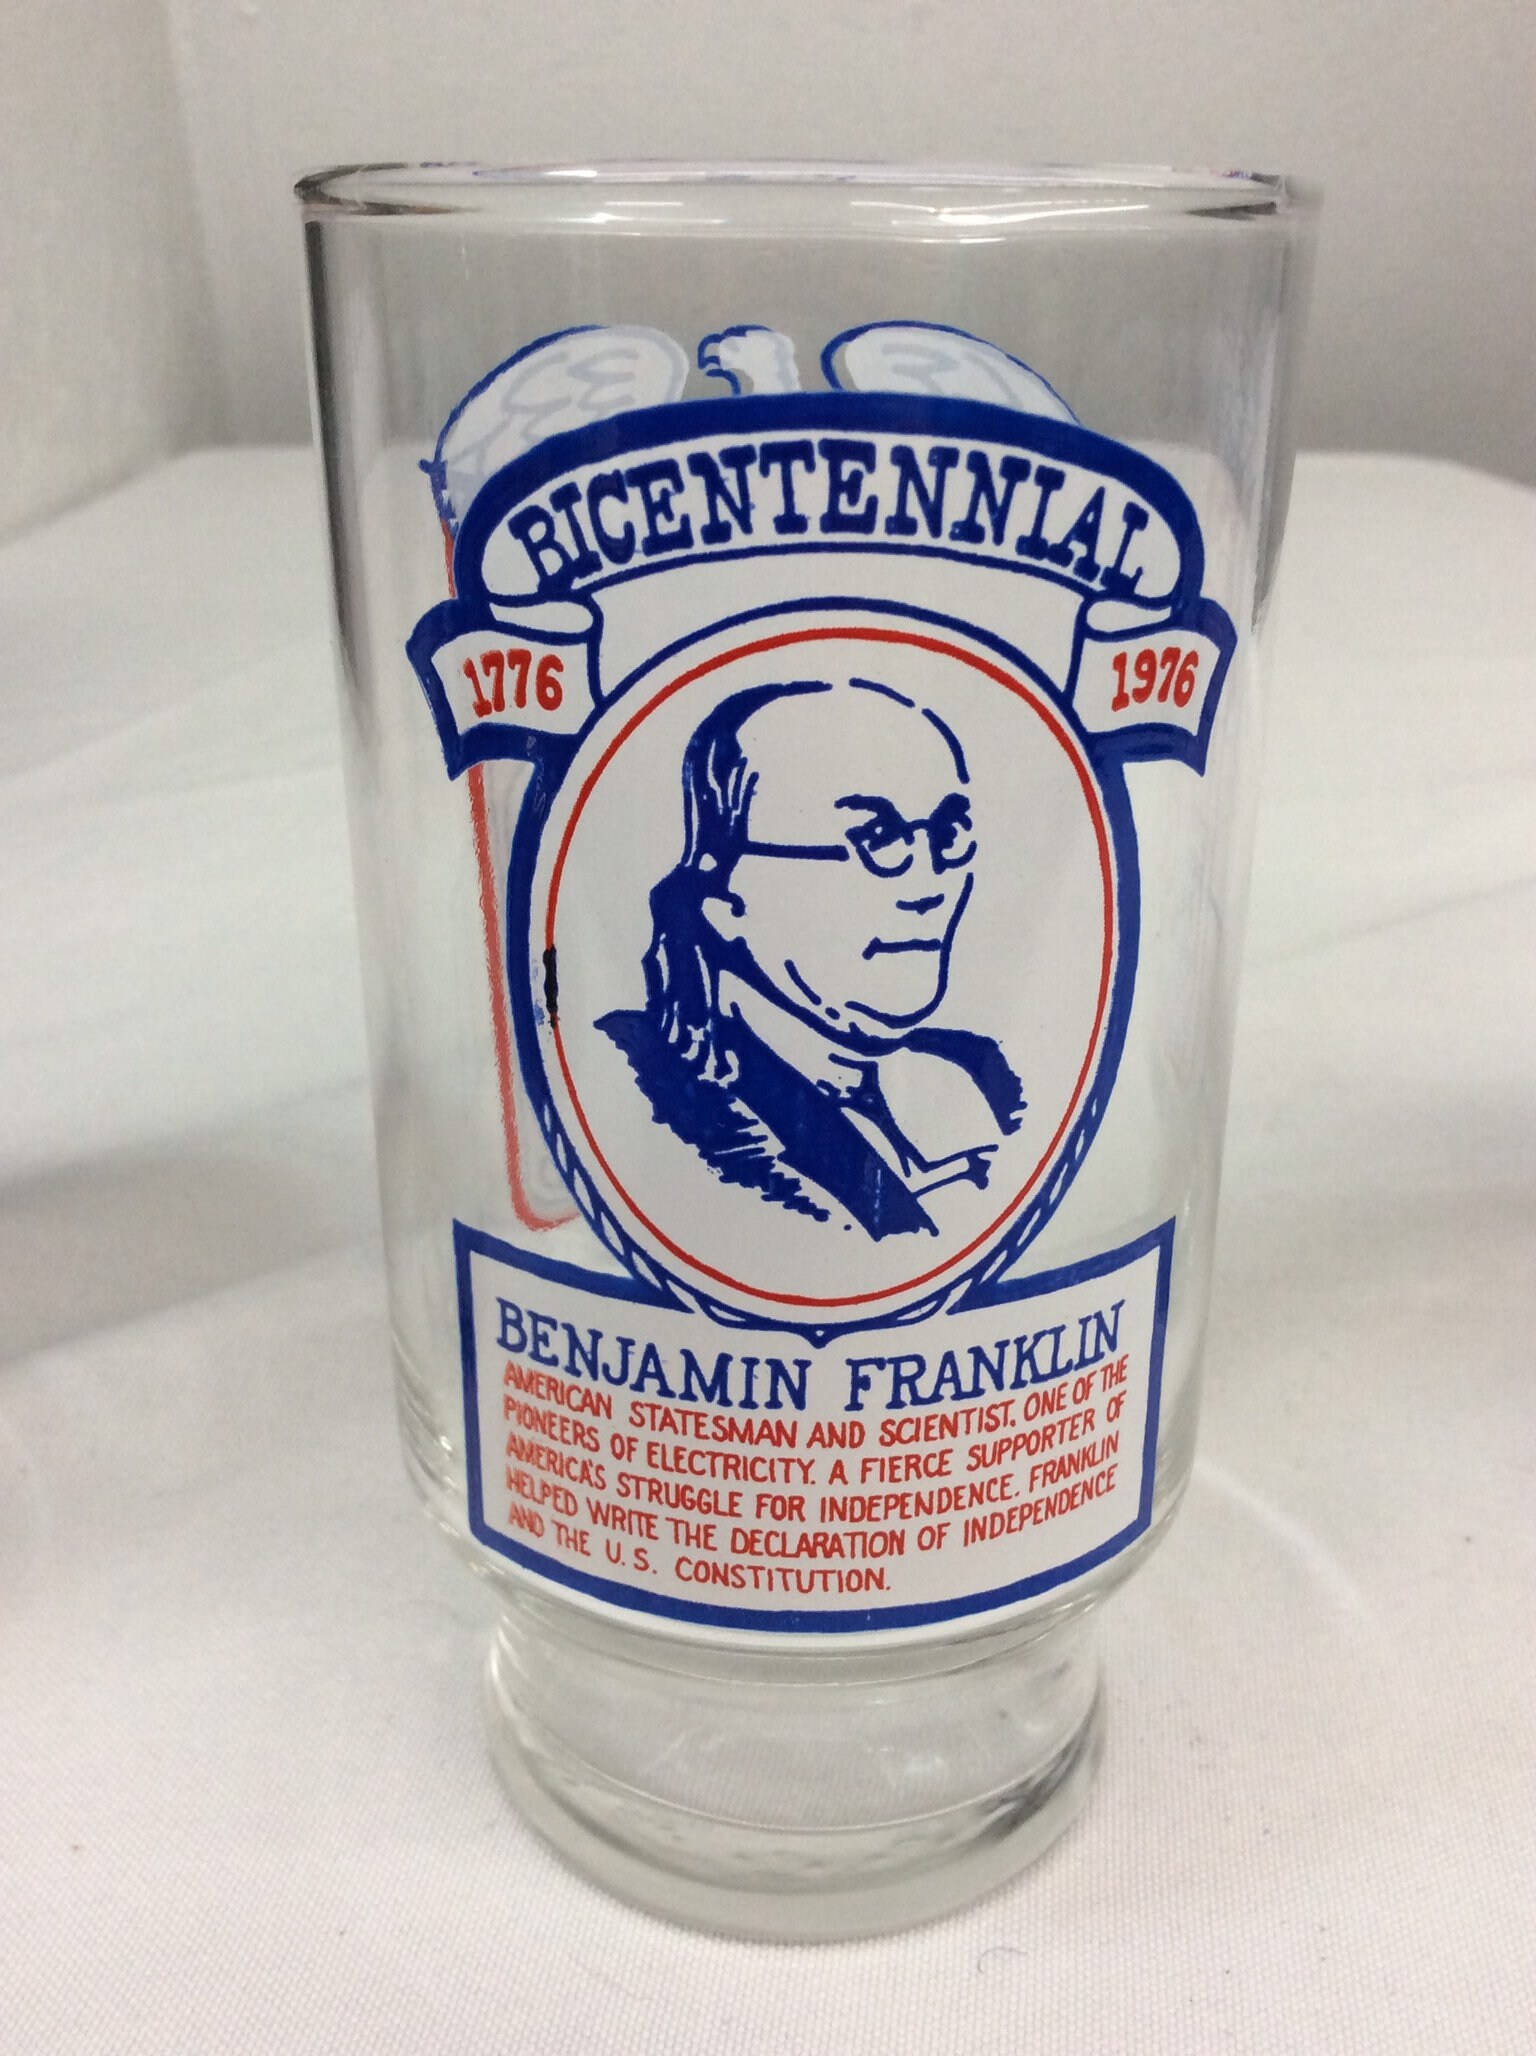 BICENTENNIAL
1776 1976
BENJAMIN FRANKLIN
AMERICAN STATESMAN AND SCIENTIST. ONE OF THE
PIONEERS OF ELECTRICITY. A FIERCE SUPPORTER OF
AMERICA'S STRUGGLE FOR INDEPENDENCE. FRANKLIN
HELPED WRITE THE DECLARATION OF INDEPENDENCE
AND THE U.S. CONSTITUTION.